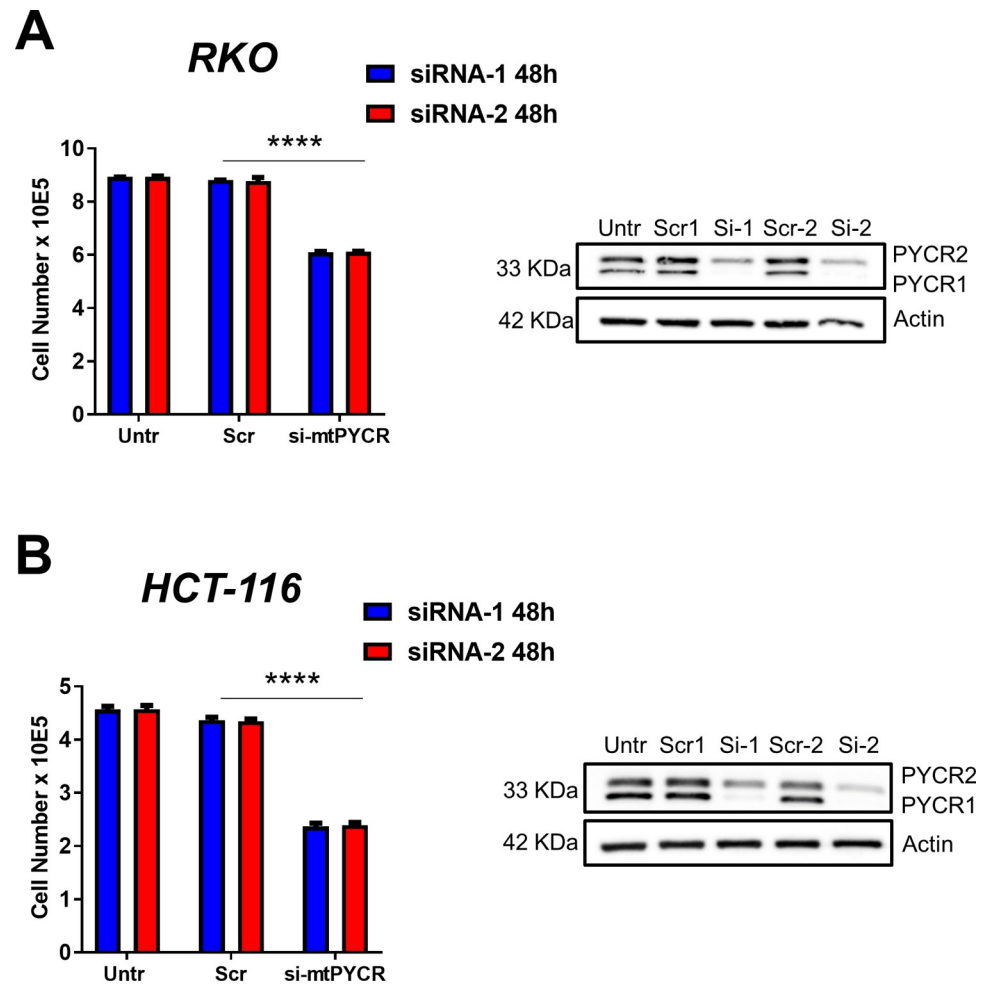 A
RKO
siRNA-1 48h
siRNA-2 48h
****
Cell Number x 10E5
10
8
6
4
2
0
Untr Scr si-mtPYCR
Untr Scr1 Si-1 Scr-2 Si-2
33 KDa
PYCR2
PYCR1
42 KDa
Actin
B
HCT-116
siRNA-1 48h
siRNA-2 48h
****
Cell Number x 10E5
5
4
3
2
1
0
Untr Scr si-mtPYCR
Untr Scr1 Si-1 Scr-2 Si-2
33 KDa
PYCR2
PYCR1
42 KDa
Actin